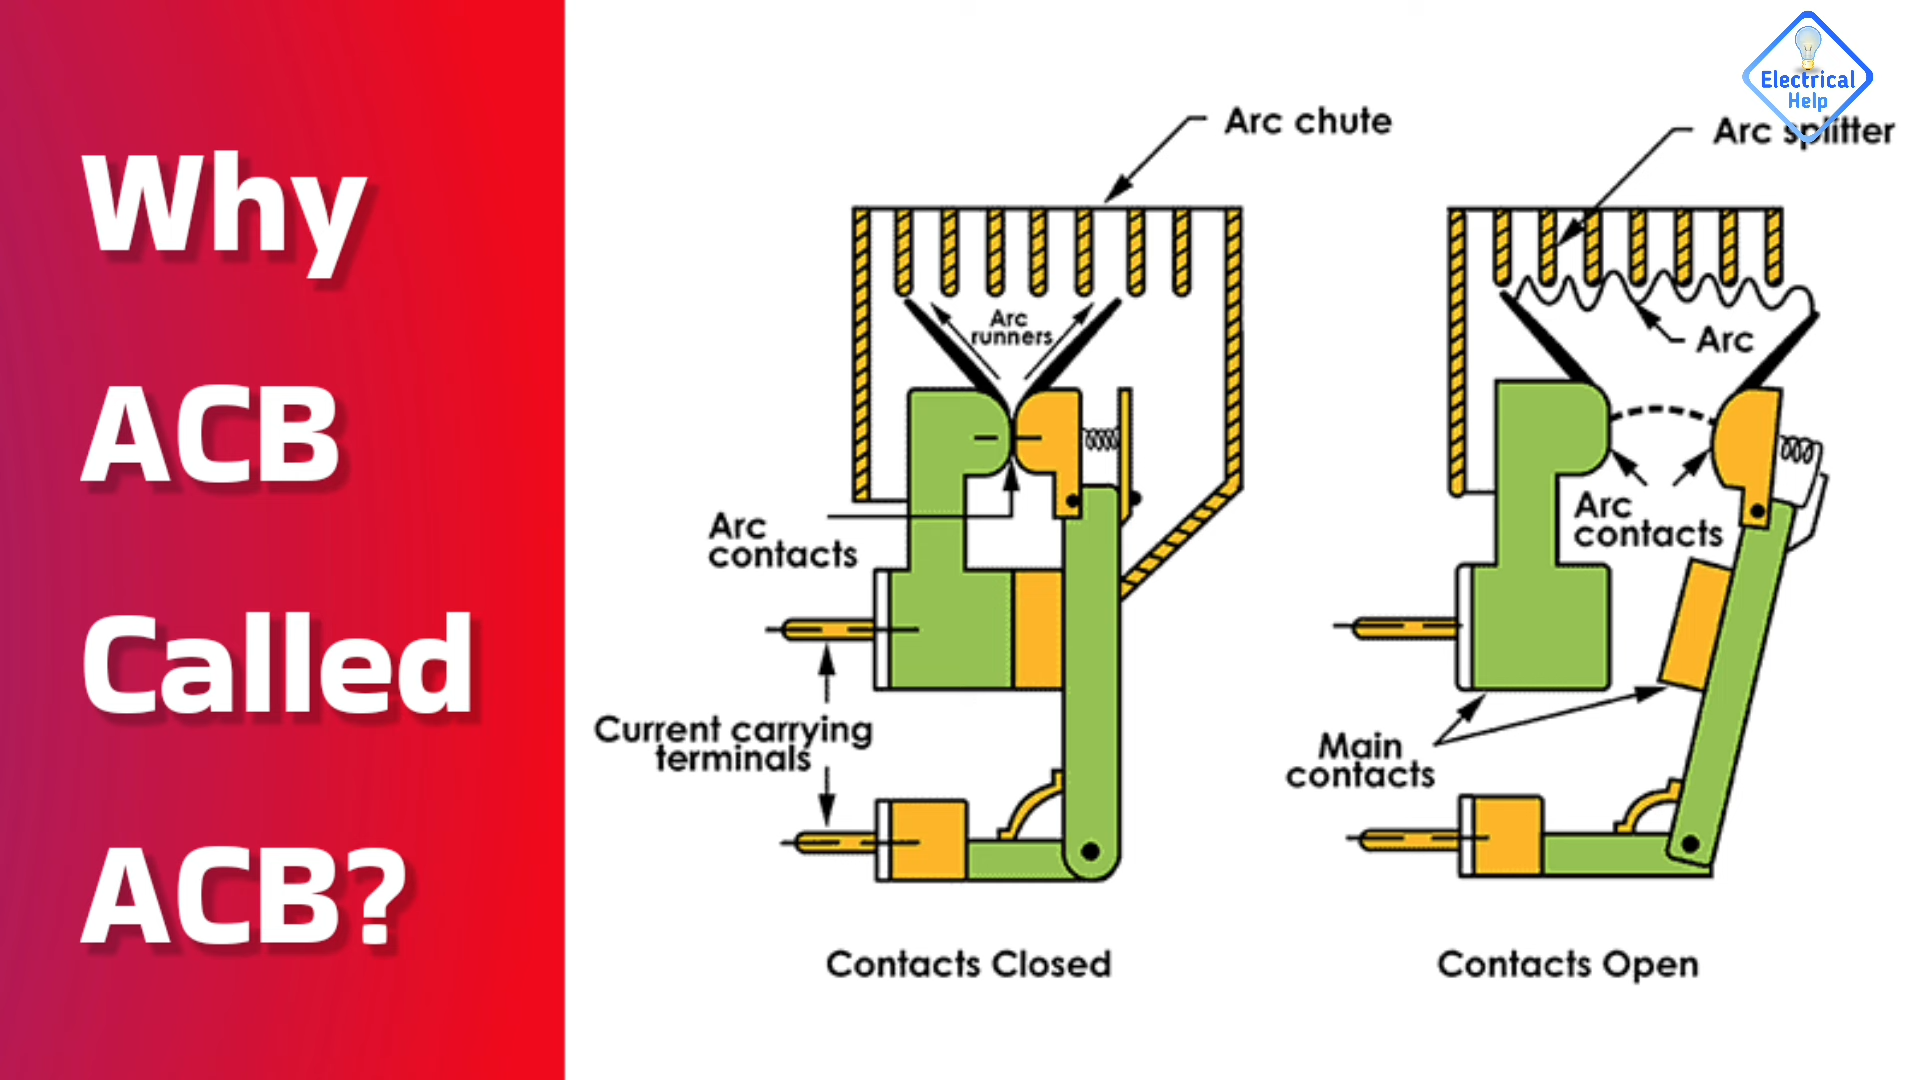 Why
ACB
Called
ACB?
Electrical
Help
Arc chute
Arc splitter
Arc
runners
Arc
Arc
contacts
Arc
contacts
Current carrying
terminals
Main
contacts
Contacts Closed
Contacts Open